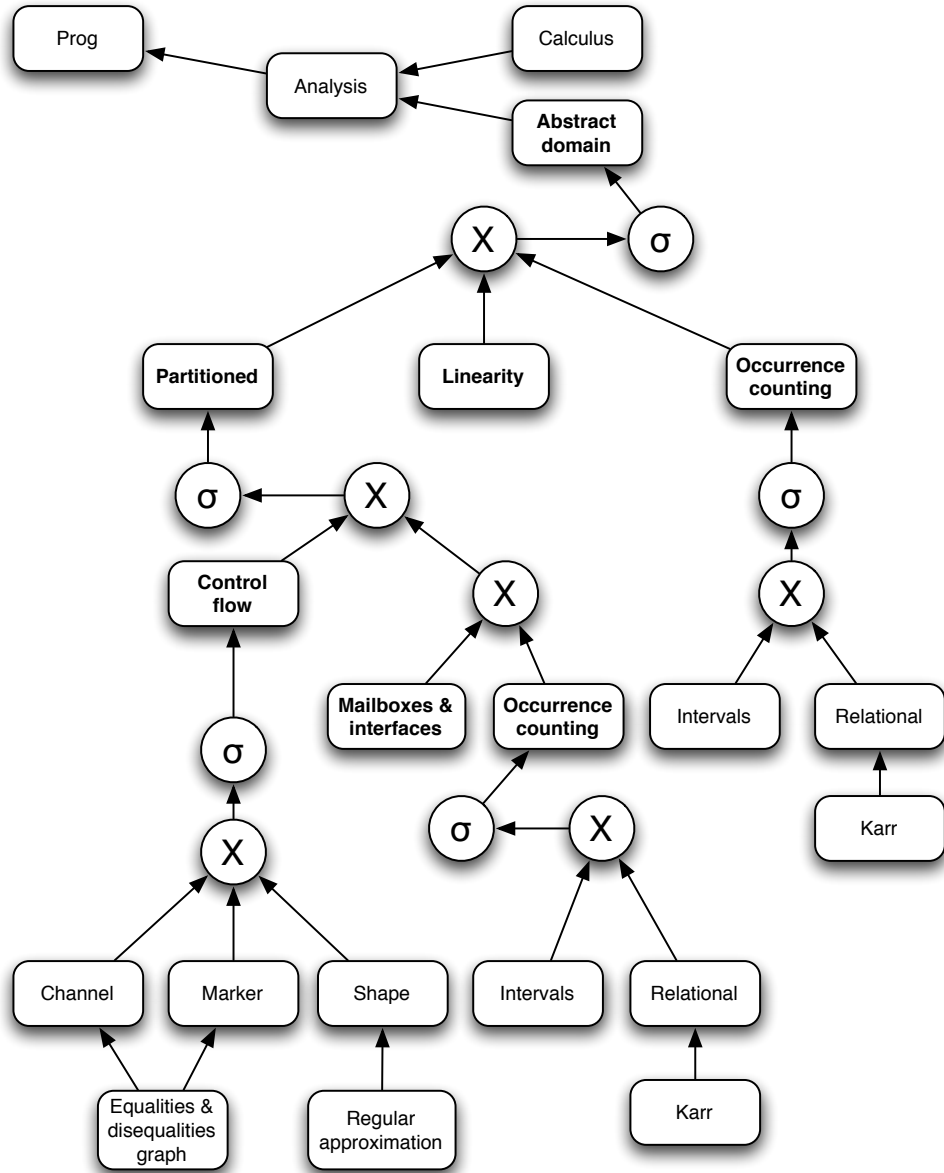 Prog
Calculus
Analysis
Abstract
domain
X
σ
Partitioned
Linearity
Occurrence
counting
σ
X
σ
Control
flow
X
X
Mailboxes &
interfaces
Occurrence
counting
Intervals
Relational
σ
σ
X
Karr
X
Channel
Marker
Shape
Intervals
Relational
Equalities &
disequalities
graph
Regular
approximation
Karr